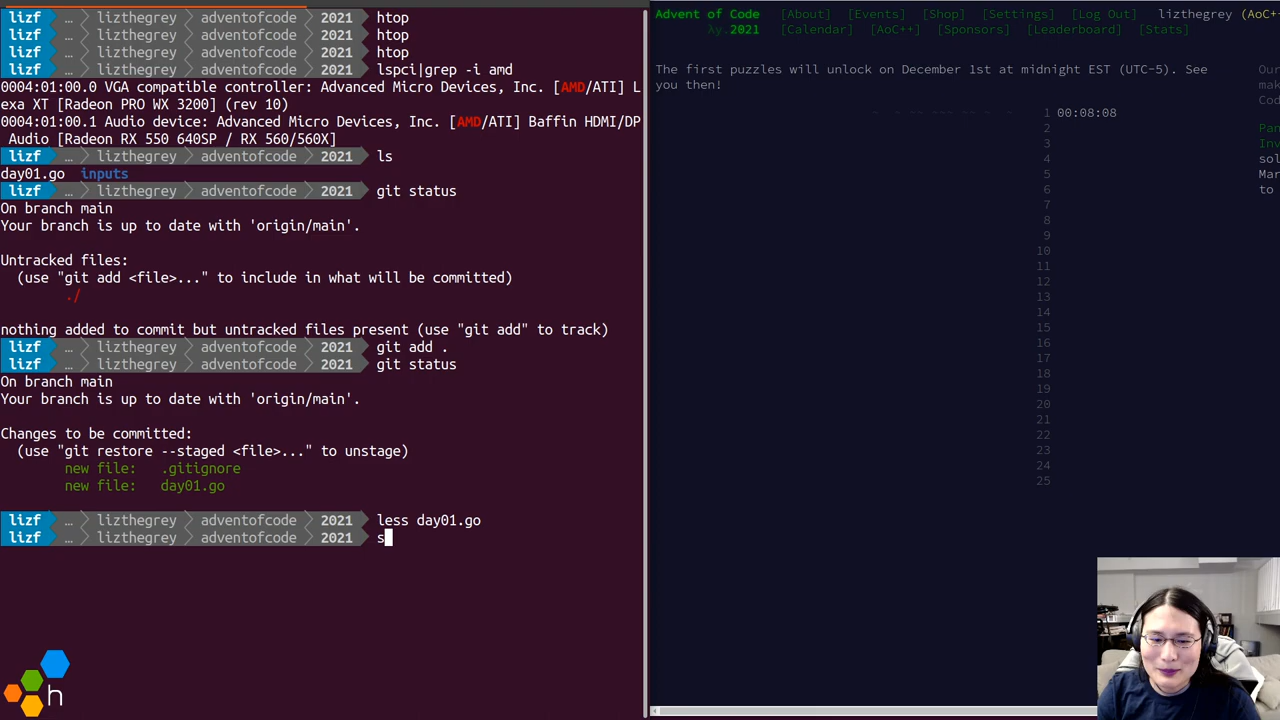 lizf … lizthegrey adventofcode 2021 htop
lizf … lizthegrey adventofcode 2021 htop
lizf … lizthegrey adventofcode 2021 htop
lizf … lizthegrey adventofcode 2021 lspci|grep -i amd
0004:01:00.0 VGA compatible controller: Advanced Micro Devices, Inc. [AMD/ATI] L
exa XT [Radeon PRO WX 3200] (rev 10)
0004:01:00.1 Audio device: Advanced Micro Devices, Inc. [AMD/ATI] Baffin HDMI/DP
Audio [Radeon RX 550 640SP / RX 560/560X]
lizf … lizthegrey adventofcode 2021 ls
day01.go inputs
lizf … lizthegrey adventofcode 2021 git status
On branch main
Your branch is up to date with 'origin/main'.
Untracked files:
(use "git add <file>..." to include in what will be committed)
./
nothing added to commit but untracked files present (use "git add" to track)
lizf … lizthegrey adventofcode 2021 git add .
lizf … lizthegrey adventofcode 2021 git status
On branch main
Your branch is up to date with 'origin/main'.
Changes to be committed:
(use "git restore --staged <file>..." to unstage)
new file: .gitignore
new file: day01.go
lizf … lizthegrey adventofcode 2021 less day01.go
lizf … lizthegrey adventofcode 2021 s
h
Advent of Code [About] [Events] [Shop] [Settings] [Log Out] lizthegrey (AoC++
λy.2021 [Calendar] [AoC++] [Sponsors] [Leaderboard] [Stats]
The first puzzles will unlock on December 1st at midnight EST (UTC-5). See
you then!
1 00:08:08
2
3
4
5
6
7
8
9
10
11
12
13
14
15
16
17
18
19
20
21
22
23
24
25
Our
mak
Cod
Pan
Inv
sol
Mar
to